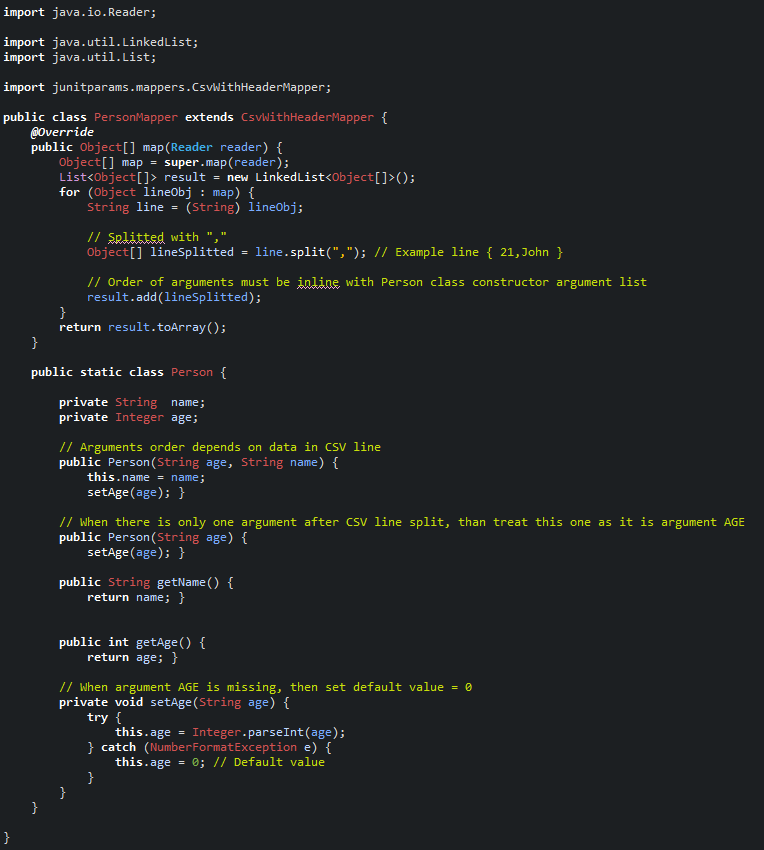 import java.io.Reader;
import java.util.LinkedList;
import java.util.List;
import junitparams.mappers.CsvWithHeaderMapper;
public class PersonMapper extends CsvWithHeaderMapper {
    @Override
    public Object[] map(Reader reader) {
        Object[] map = super.map(reader);
        List<Object[]> result = new LinkedList<Object[]>();
        for (Object lineObj : map) {
            String line = (String) lineObj;
            // Splitted with ","
            Object[] lineSplitted = line.split(","); // Example line { 21,John }
            // Order of arguments must be inline with Person class constructor argument list
            result.add(lineSplitted);
        }
        return result.toArray();
    }
    public static class Person {
        private String  name;
        private Integer age;
        // Arguments order depends on data in CSV line
        public Person(String age, String name) {
            this.name = name;
            setAge(age); }
        // When there is only one argument after CSV line split, than treat this one as it is argument AGE
        public Person(String age) {
            setAge(age); }
        public String getName() {
            return name; }
        public int getAge() {
            return age; }
        // When argument AGE is missing, then set default value = 0
        private void setAge(String age) {
            try {
                this.age = Integer.parseInt(age);
            } catch (NumberFormatException e) {
                this.age = 0; // Default value
            }
        }
    }
}